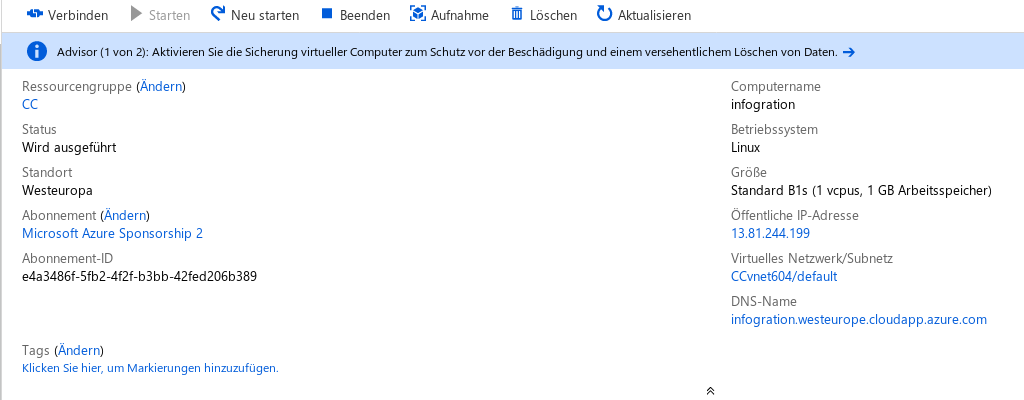 Verbinden Starten Neu starten Beenden Aufnahme Löschen Aktualisieren
Advisor (1 von 2): Aktivieren Sie die Sicherung virtueller Computer zum Schutz vor der Beschädigung und einem versehentlichem Löschen von Daten.
Ressourcengruppe (Ändern)
CC
Status
Wird ausgeführt
Standort
Westeuropa
Abonnement (Ändern)
Microsoft Azure Sponsorship 2
Abonnement-ID
e4a3486f-5fb2-4f2f-b3bb-42fed206b389
Computername
infogration
Betriebssystem
Linux
Größe
Standard B1s (1 vcpus, 1 GB Arbeitsspeicher)
Öffentliche IP-Adresse
13.81.244.199
Virtuelles Netzwerk/Subnetz
CCvnet604/default
DNS-Name
infogration.westeurope.cloudapp.azure.com
Tags (Ändern)
Klicken Sie hier, um Markierungen hinzuzufügen.